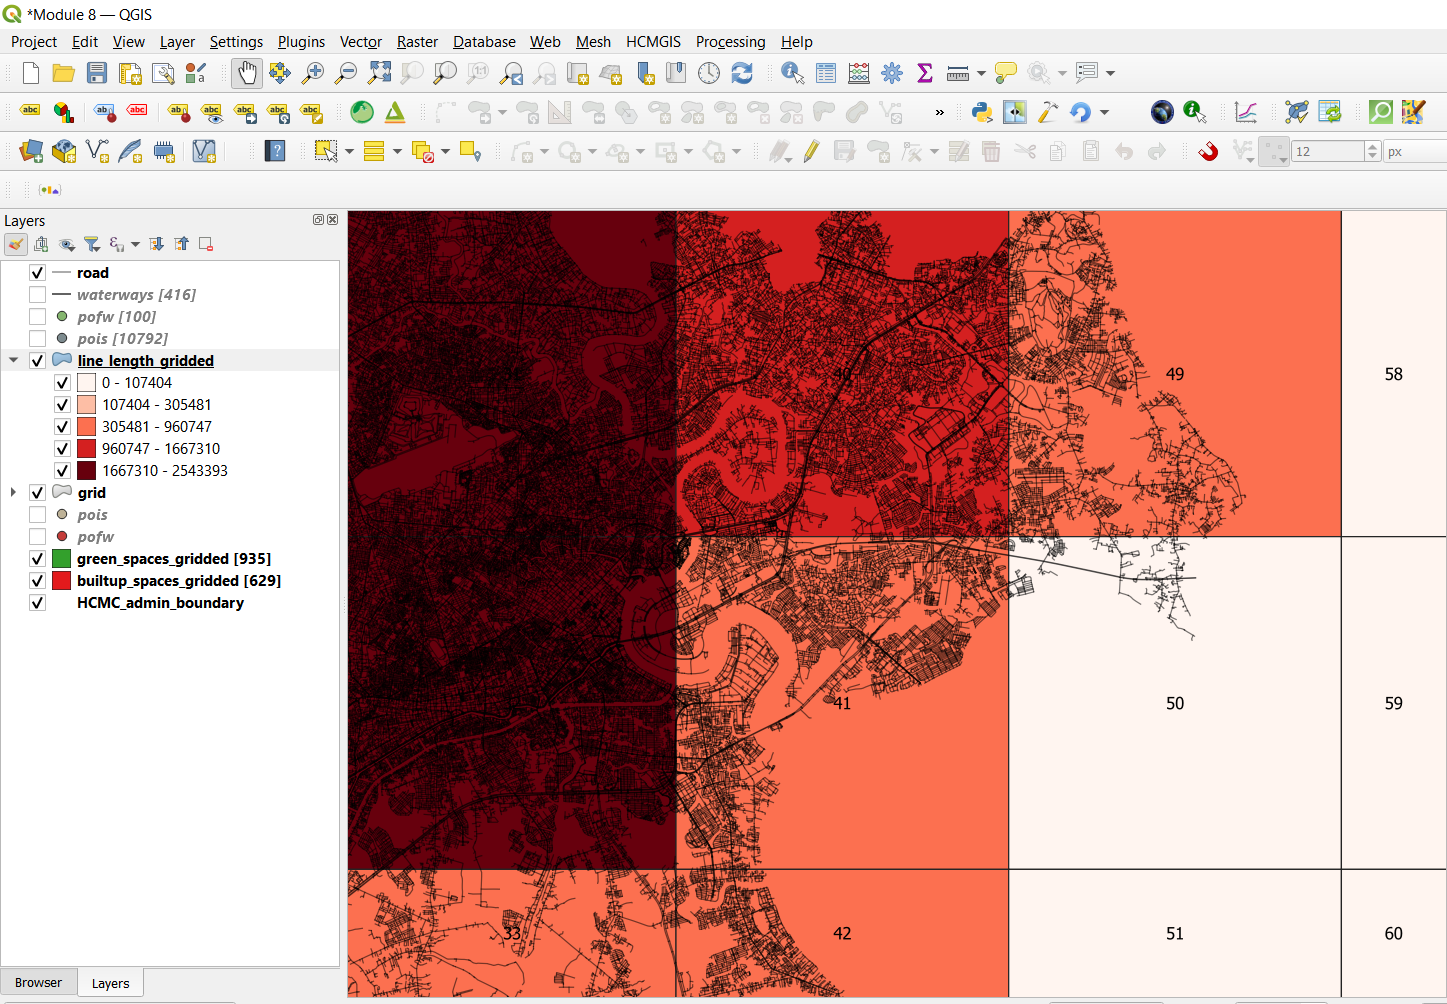 *Module 8 — QGIS
Project Edit View Layer Settings Plugins Vector Raster Database Web Mesh HCMGIS Processing Help
12 px
Layers
road
waterways [416]
pofw [100]
pois [10792]
line_length_gridded
0 - 107404
107404 - 305481
305481 - 960747
960747 - 1667310
1667310 - 2543393
grid
pois
pofw
green_spaces_gridded [935]
builtup_spaces_gridded [629]
HCMC_admin_boundary
49 58
41 50 59
33 42 51 60
Browser Layers